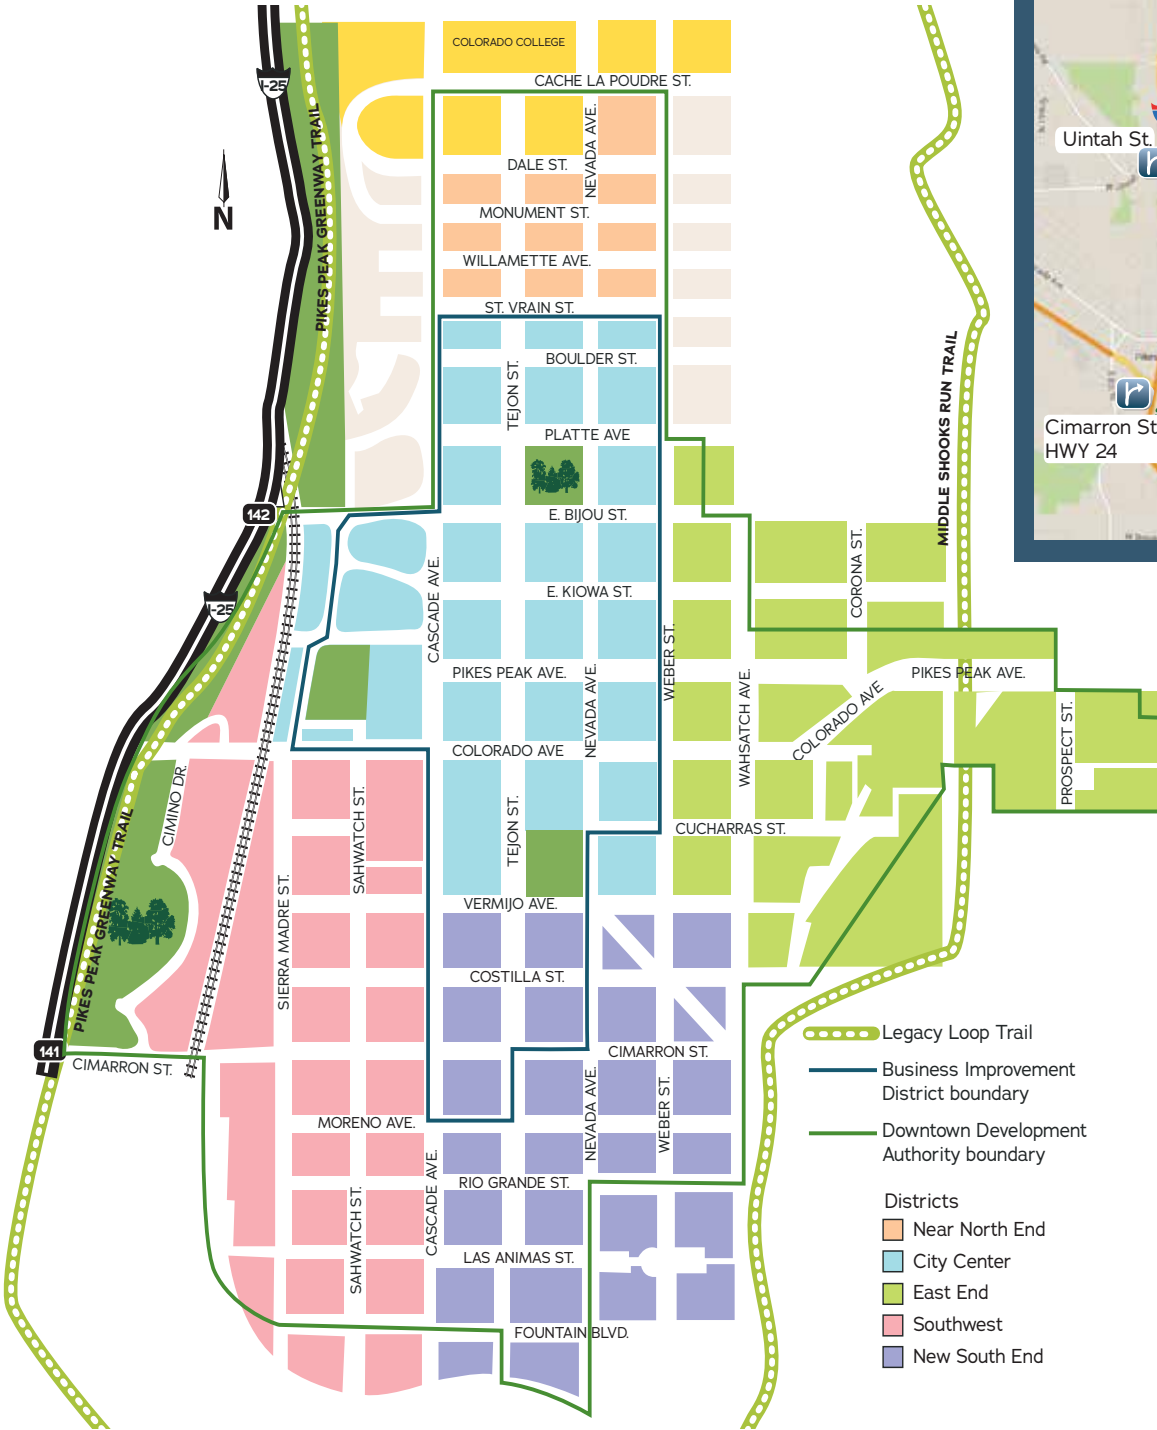 COLORADO COLLEGE
CACHE LA POUDRE ST.
I-25
PIKES PEAK GREENWAY TRAIL
NEVADA AVE.
DALE ST.
MONUMENT ST.
WILLAMETTE AVE.
ST. VRAIN ST.
N
Uintah St.
BOULDER ST.
TEJON ST.
PLATTE AVE
MIDDLE SHOOKS RUN TRAIL
Cimarron St
HWY 24
142
E. BIJOU ST.
CASCADE AVE.
E. KIOWA ST.
CORONA ST.
I-25
WEBER ST.
PIKES PEAK AVE.
NEVADA AVE.
WAHSATCH AVE.
PIKES PEAK AVE.
COLORADO AVE
COLORADO AVE
PROSPECT ST.
CIMINO DR.
SAHWATCH ST.
TEJON ST.
CUCHARRAS ST.
PIKES PEAK GREENWAY TRAIL
SIERRA MADRE ST.
VERMIJO AVE.
COSTILLA ST.
141
CIMARRON ST.
CIMARRON ST.
MORENO AVE.
NEVADA AVE.
WEBER ST.
CASCADE AVE.
RIO GRANDE ST.
SAHWATCH ST.
LAS ANIMAS ST.
FOUNTAIN BLVD.
Legacy Loop Trail
Business Improvement
District boundary
Downtown Development
Authority boundary
Districts
Near North End
City Center
East End
Southwest
New South End